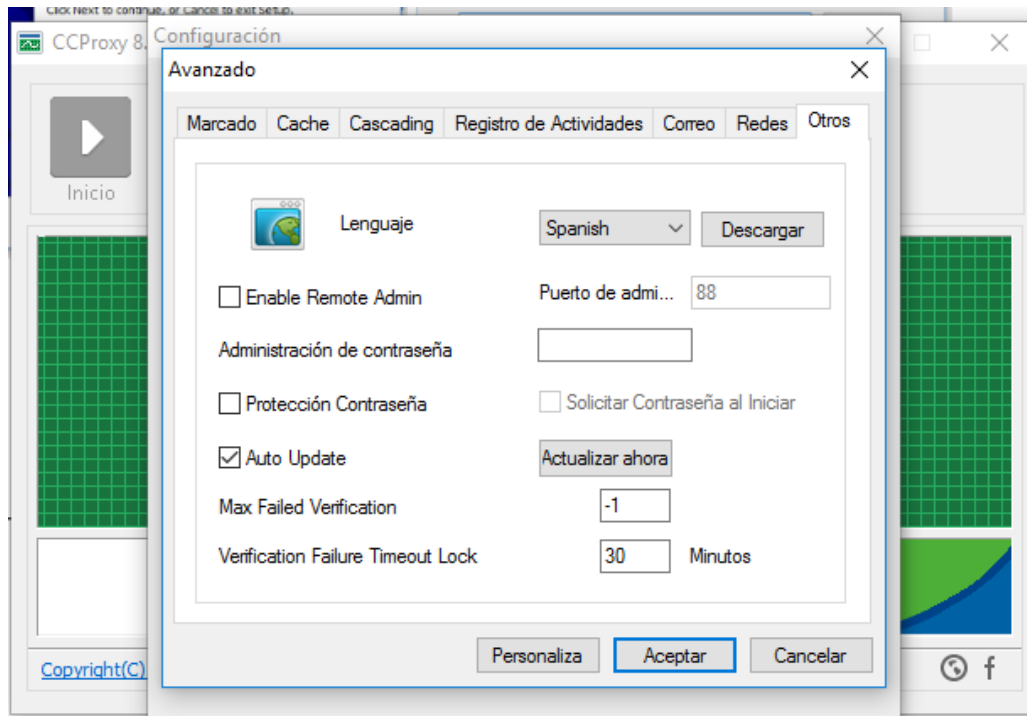 Click Next to continue, or Cancel to exit Setup.
CCProxy 8.
Configuración
Avanzado
Marcado Cache Cascading Registro de Actividades Correo Redes Otros
Inicio
Lenguaje Spanish Descargar
Enable Remote Admin Puerto de admi... 88
Administración de contraseña
Protección Contraseña Solicitar Contraseña al Iniciar
Auto Update Actualizar ahora
Max Failed Verification -1
Verification Failure Timeout Lock 30 Minutos
Personaliza Aceptar Cancelar
Copyright(C)